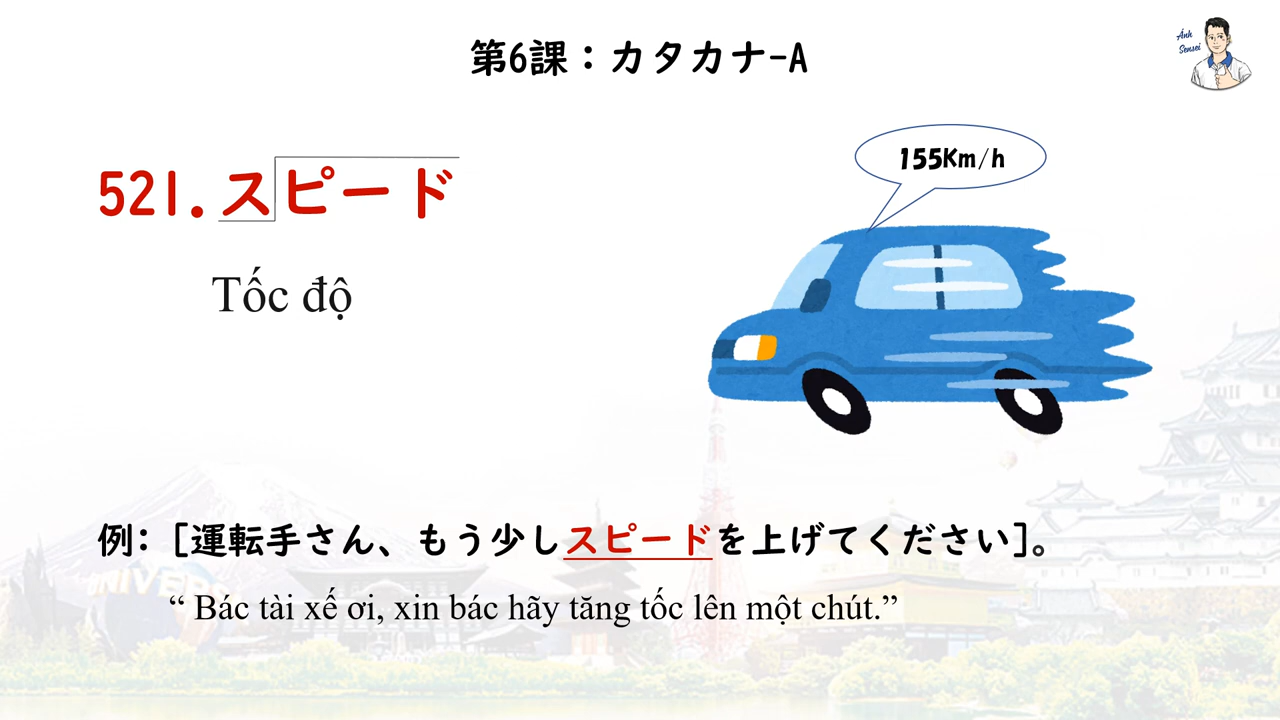 第6課：カタカナ-A
Ánh
Sensei
521.スピード
155Km/h
Tốc độ
例：[運転手さん、もう少しスピードを上げてください]。
“ Bác tài xế ơi, xin bác hãy tăng tốc lên một chút.”
UNIVER